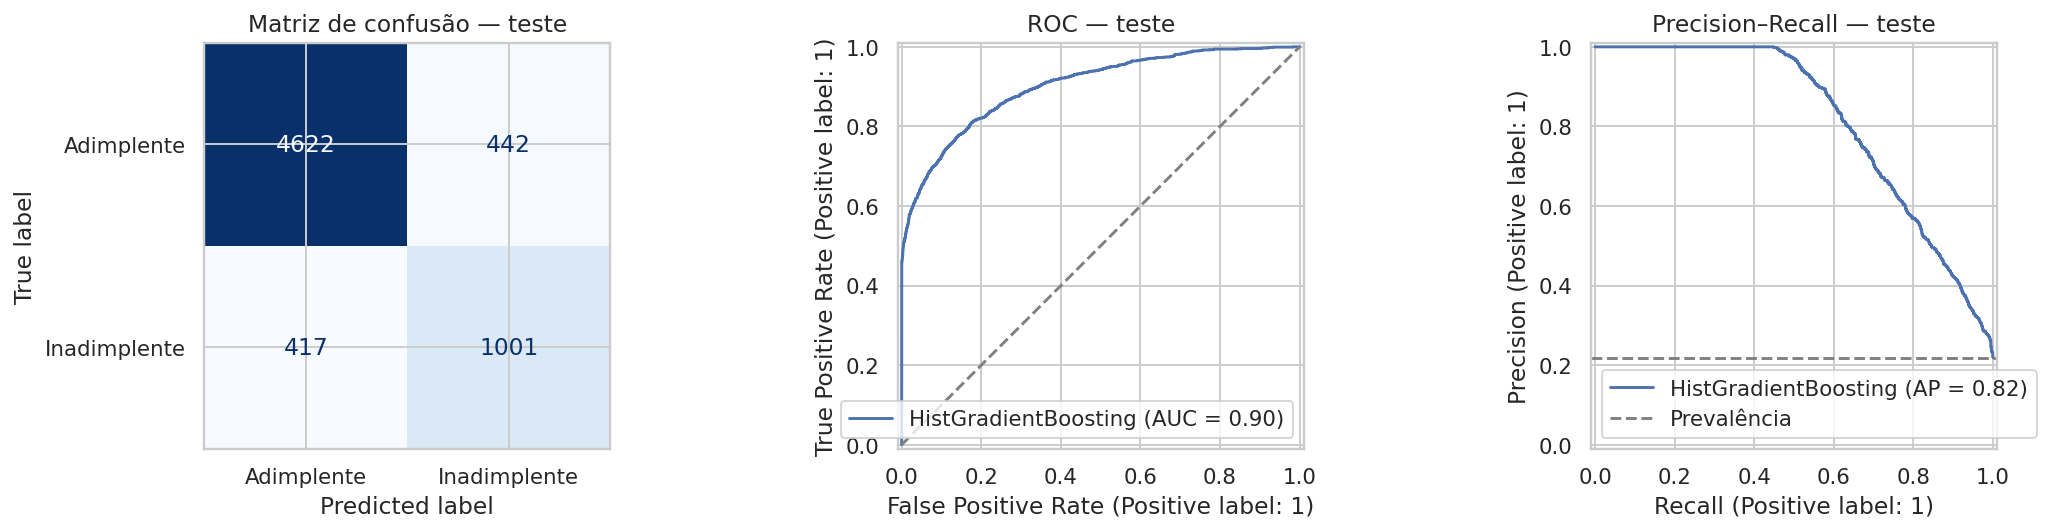 Matriz de confusão — teste
True label
Adimplente
4622
442
Inadimplente
417
1001
Adimplente
Inadimplente
Predicted label
ROC — teste
True Positive Rate (Positive label: 1)
1.0
0.8
0.6
0.4
0.2
0.0
HistGradientBoosting (AUC = 0.90)
0.0
0.2
0.4
0.6
0.8
1.0
False Positive Rate (Positive label: 1)
Precision–Recall — teste
Precision (Positive label: 1)
1.0
0.8
0.6
0.4
0.2
0.0
HistGradientBoosting (AP = 0.82)
Prevalência
0.0
0.2
0.4
0.6
0.8
1.0
Recall (Positive label: 1)